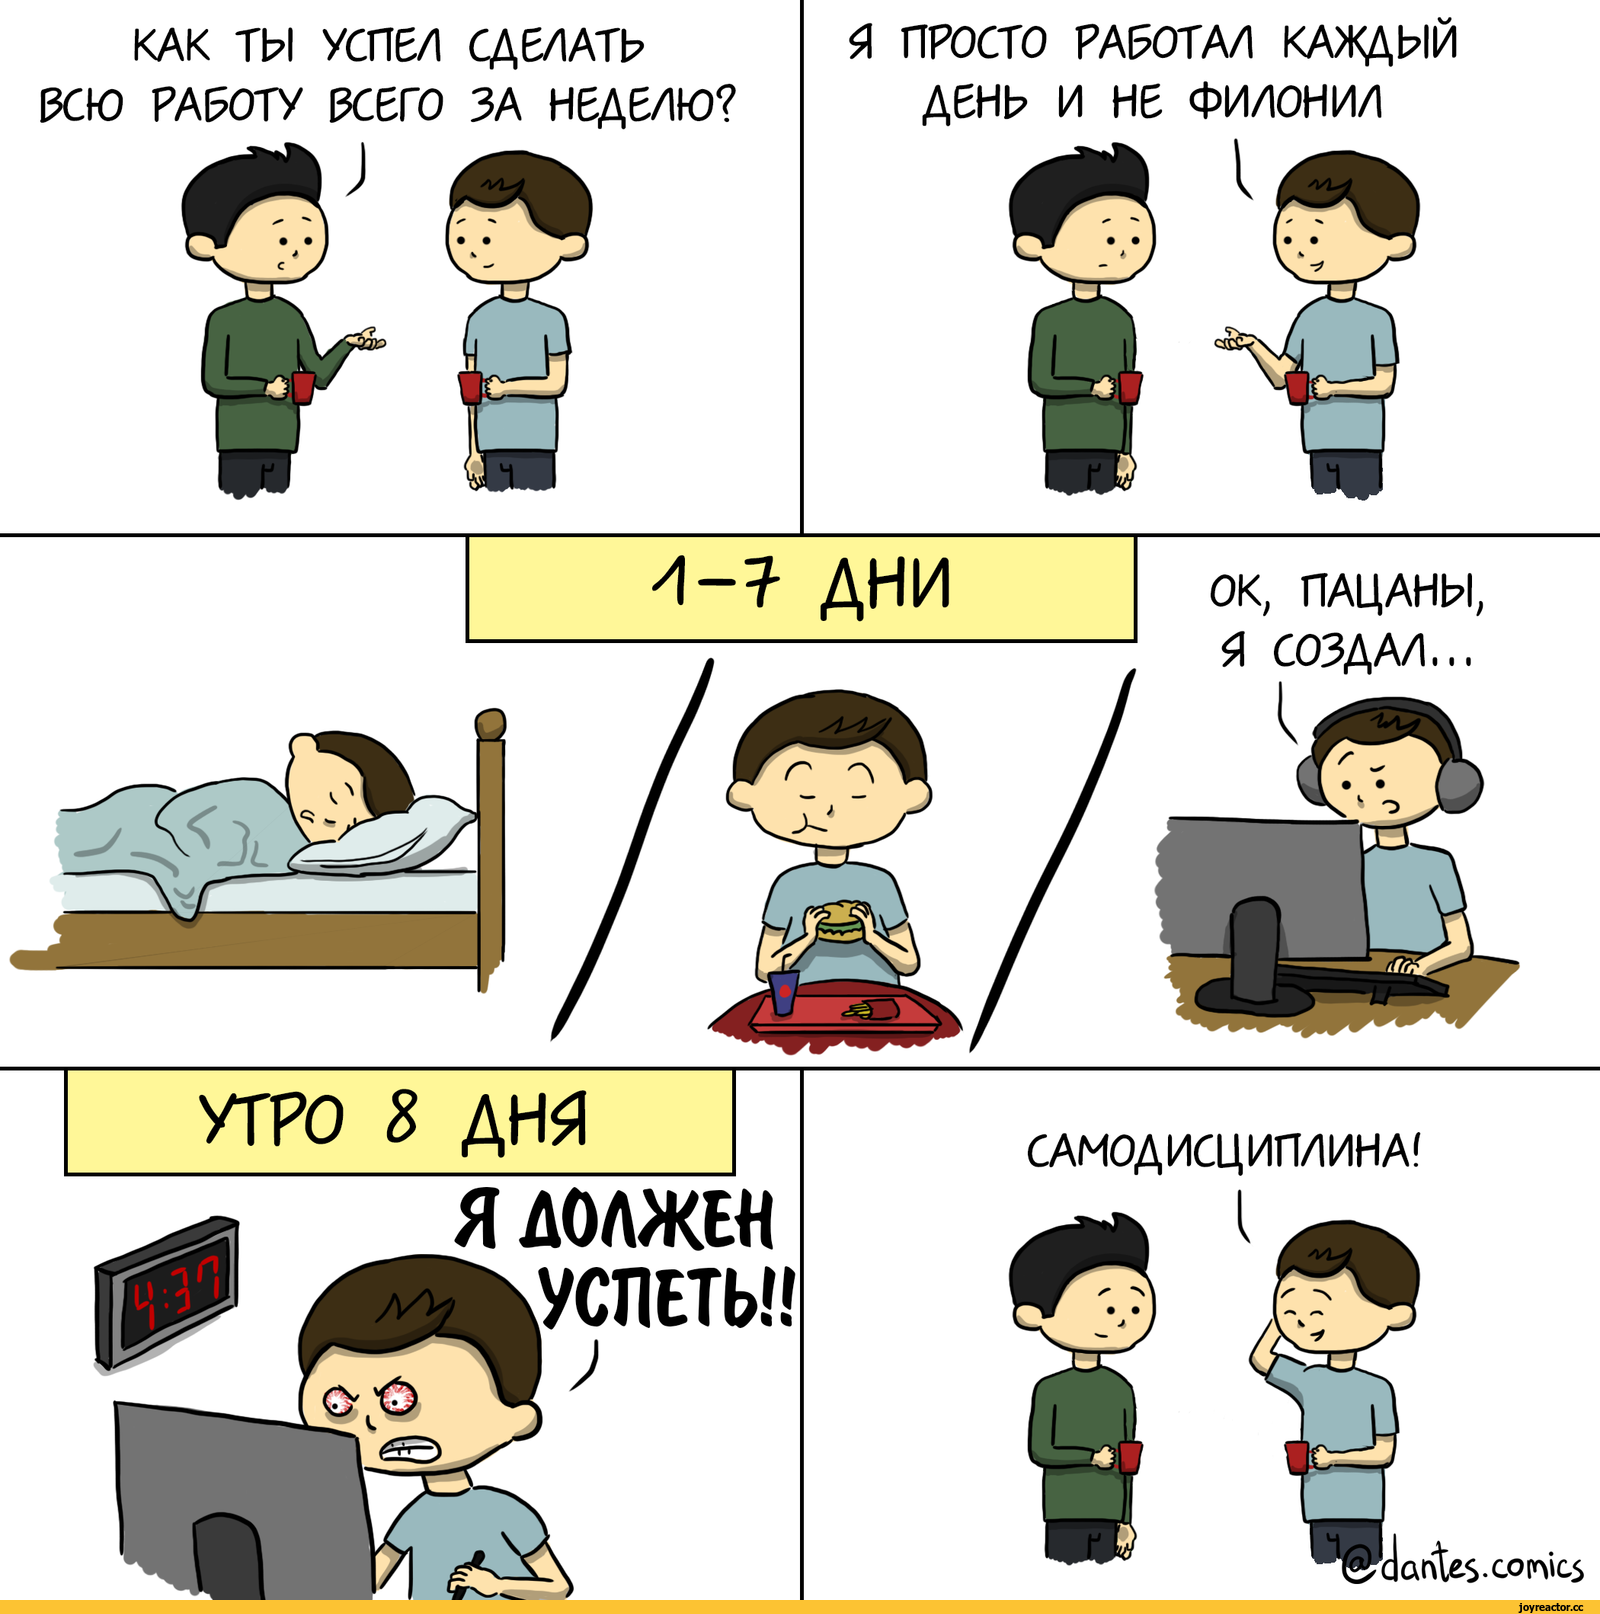 КАК ТЫ УСПЕЛ СДЕЛАТЬ
ВСЮ РАБОТУ ВСЕГО ЗА НЕДЕЛЮ?
Я ПРОСТО РАБОТАЛ КАЖДЫЙ
ДЕНЬ И НЕ ФИЛОНИЛ
1–7 ДНИ
ОК, ПАЦАНЫ,
Я СОЗДАЛ...
УТРО 8 ДНЯ
Я ДОЛЖЕН
УСПЕТЬ!!
4:37
САМОДИСЦИПЛИНА!
@dantes.comics
joyreactor.cc